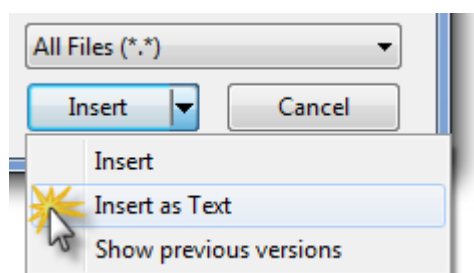 All Files (*.*)
Insert Cancel
Insert
Insert as Text
Show previous versions